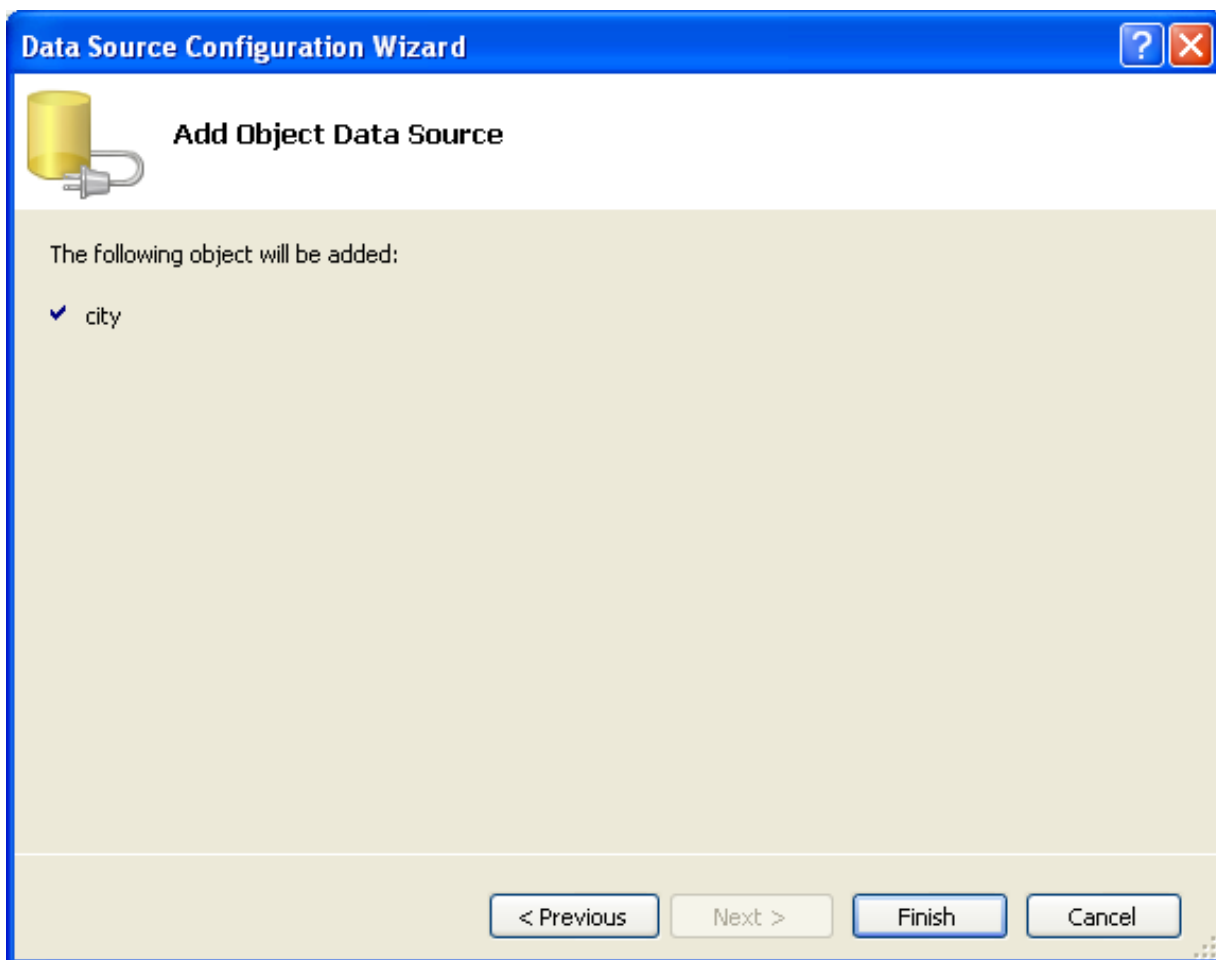 Data Source Configuration Wizard
?
Add Object Data Source
The following object will be added:
city
< Previous
Next >
Finish
Cancel